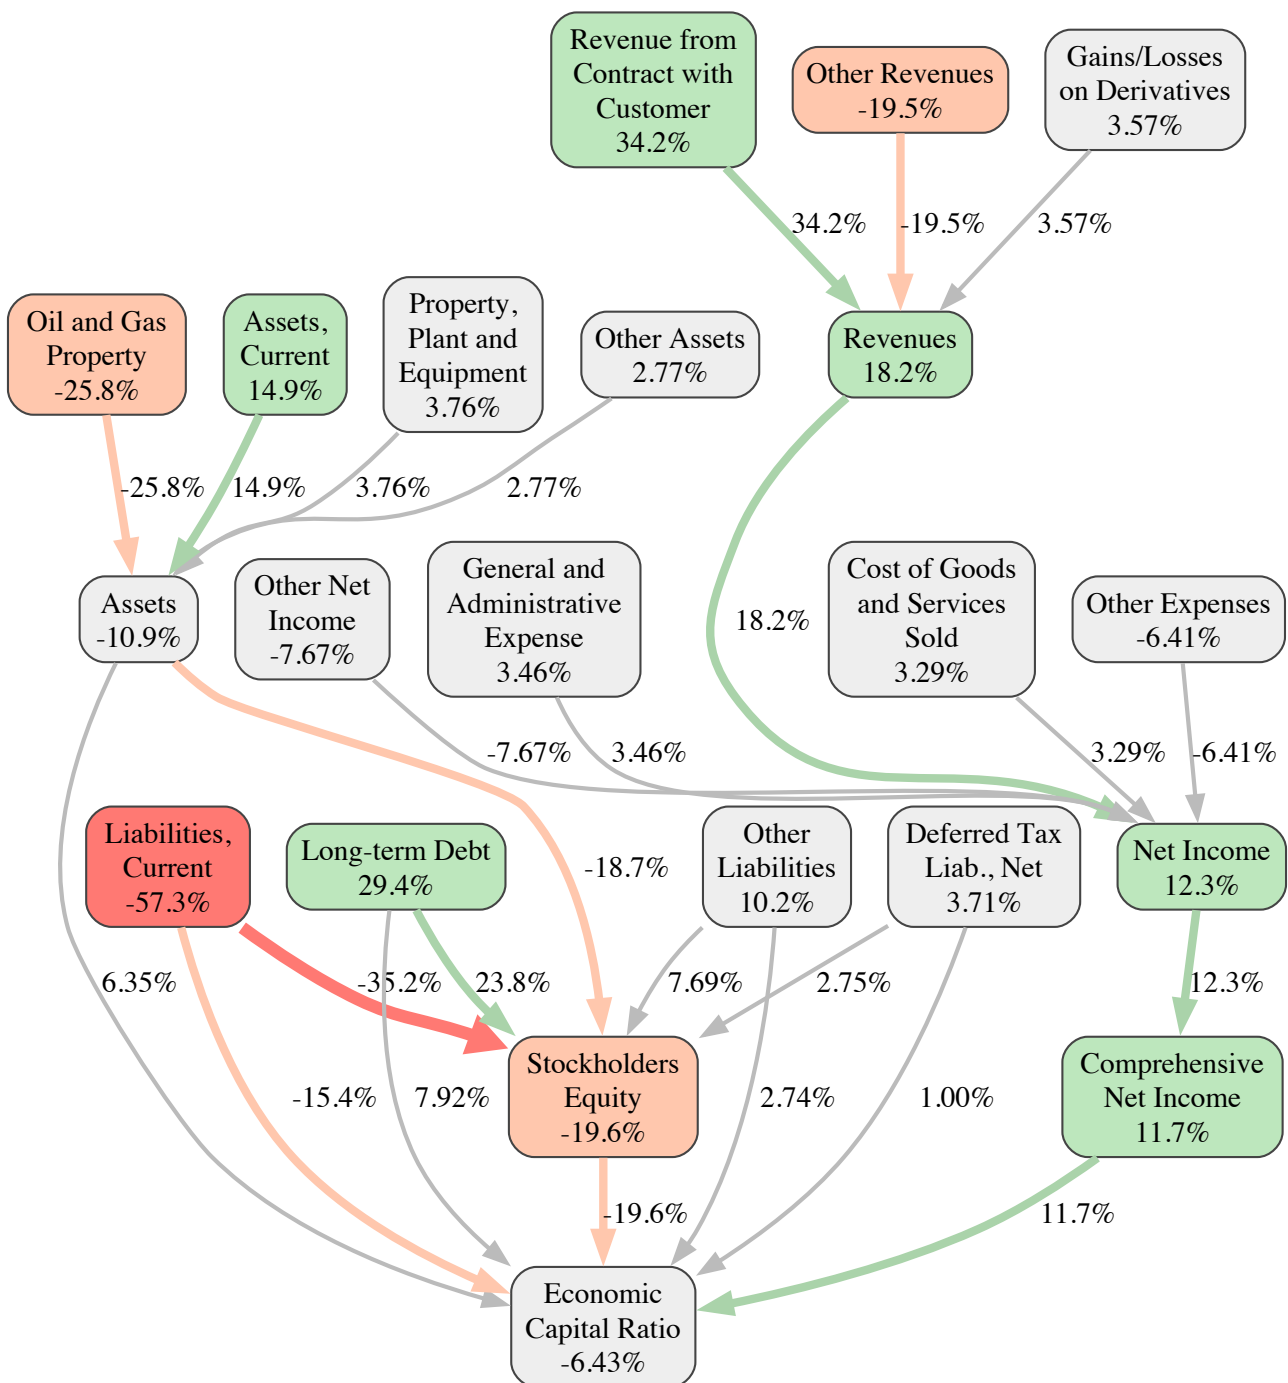 Revenue from
Contract with
Customer
34.2%
Other Revenues
-19.5%
Gains/Losses
on Derivatives
3.57%
34.2%
-19.5%
3.57%
Oil and Gas
Property
-25.8%
Assets,
Current
14.9%
Property,
Plant and
Equipment
3.76%
Other Assets
2.77%
Revenues
18.2%
-25.8%
14.9%
3.76%
2.77%
Assets
-10.9%
Other Net
Income
-7.67%
General and
Administrative
Expense
3.46%
18.2%
Cost of Goods
and Services
Sold
3.29%
Other Expenses
-6.41%
-7.67%
3.46%
3.29%
-6.41%
Liabilities,
Current
-57.3%
Long-term Debt
29.4%
-18.7%
Other
Liabilities
10.2%
Deferred Tax
Liab., Net
3.71%
Net Income
12.3%
6.35%
-35.2%
23.8%
7.69%
2.75%
12.3%
Stockholders
Equity
-19.6%
Comprehensive
Net Income
11.7%
-15.4%
7.92%
2.74%
1.00%
-19.6%
11.7%
Economic
Capital Ratio
-6.43%